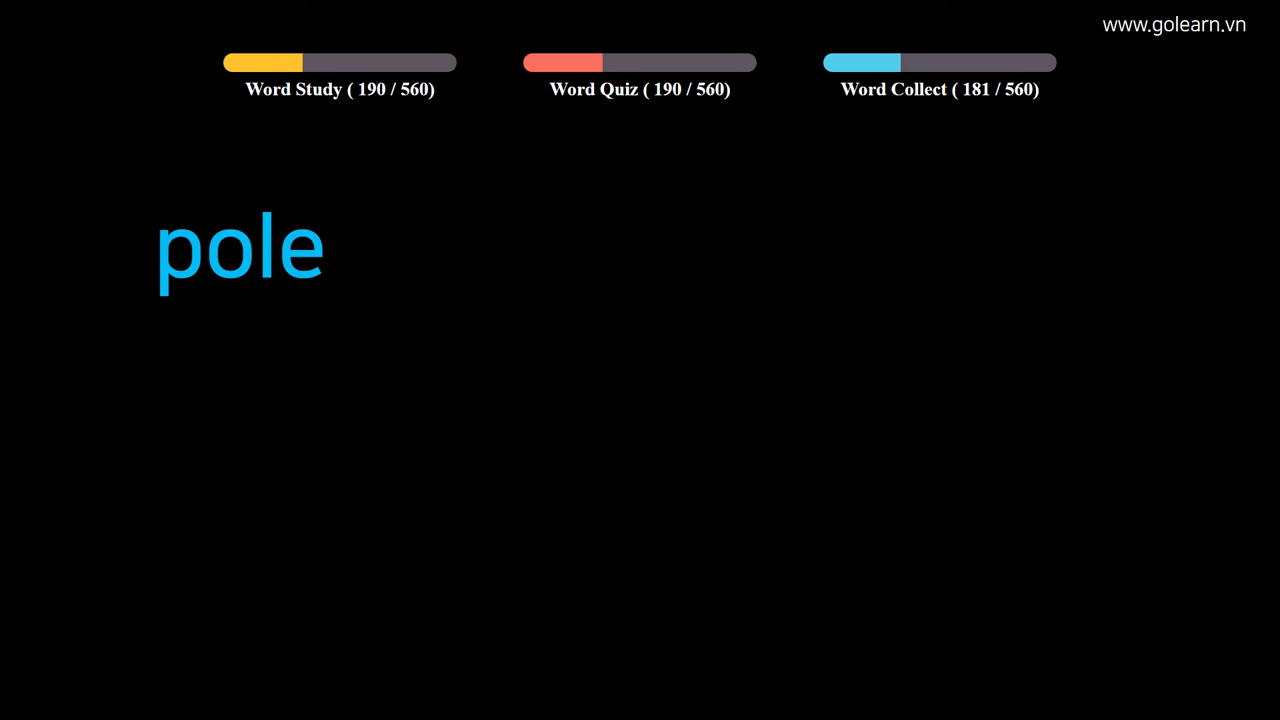 www.golearn.vn
Word Study ( 190 / 560)
Word Quiz ( 190 / 560)
Word Collect ( 181 / 560)
pole